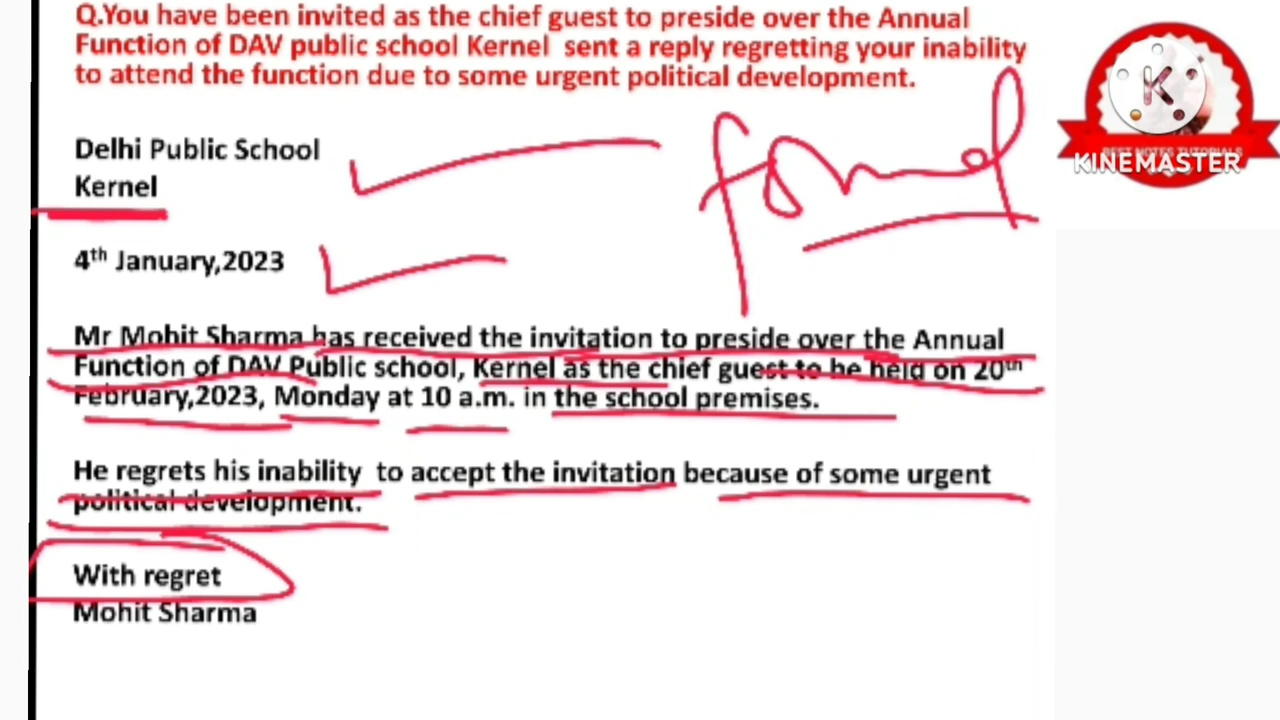 Q.You have been invited as the chief guest to preside over the Annual
Function of DAV public school Kernel sent a reply regretting your inability
to attend the function due to some urgent political development.
Delhi Public School
Kernel
formal
4th January,2023
Mr Mohit Sharma has received the invitation to preside over the Annual
Function of DAV Public school, Kernel as the chief guest to be held on 20th
February,2023, Monday at 10 a.m. in the school premises.
He regrets his inability to accept the invitation because of some urgent
political development.
With regret
Mohit Sharma
K
BEST NOTES TUTORIALS
KINEMASTER